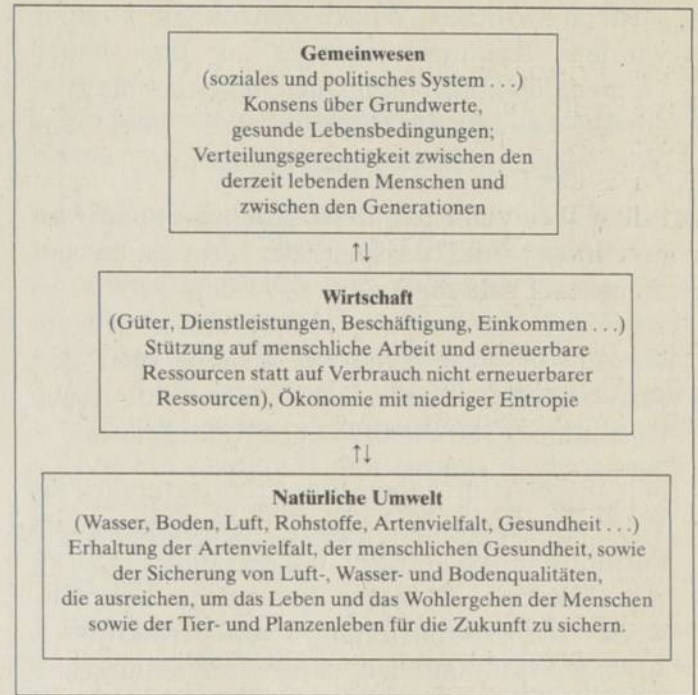 Gemeinwesen
(soziales und politisches System . . .)
Konsens über Grundwerte,
gesunde Lebensbedingungen;
Verteilungsgerechtigkeit zwischen den
derzeit lebenden Menschen und
zwischen den Generationen
↑↓
Wirtschaft
(Güter, Dienstleistungen, Beschäftigung, Einkommen . . .)
Stützung auf menschliche Arbeit und erneuerbare
Ressourcen statt auf Verbrauch nicht erneuerbarer
Ressourcen), Ökonomie mit niedriger Entropie
↑↓
Natürliche Umwelt
(Wasser, Boden, Luft, Rohstoffe, Artenvielfalt, Gesundheit . . .)
Erhaltung der Artenvielfalt, der menschlichen Gesundheit, sowie
der Sicherung von Luft-, Wasser- und Bodenqualitäten,
die ausreichen, um das Leben und das Wohlergehen der Menschen
sowie der Tier- und Planzenleben für die Zukunft zu sichern.